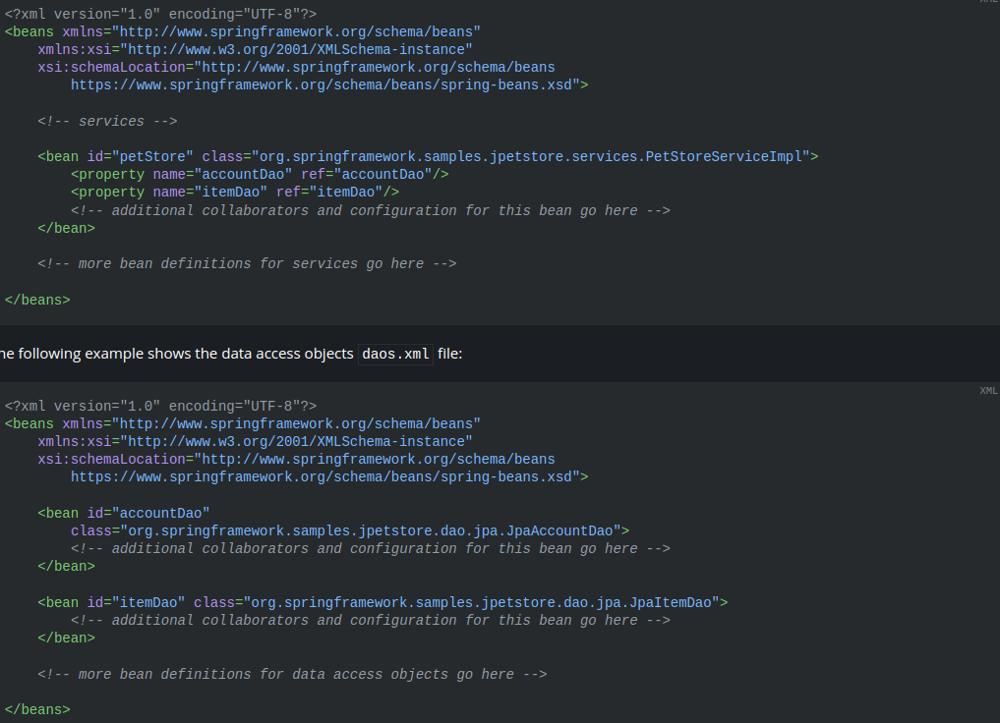 <?xml version="1.0" encoding="UTF-8"?>
<beans xmlns="http://www.springframework.org/schema/beans"
    xmlns:xsi="http://www.w3.org/2001/XMLSchema-instance"
    xsi:schemaLocation="http://www.springframework.org/schema/beans
        https://www.springframework.org/schema/beans/spring-beans.xsd">

    <!-- services -->

    <bean id="petStore" class="org.springframework.samples.jpetstore.services.PetStoreServiceImpl">
        <property name="accountDao" ref="accountDao"/>
        <property name="itemDao" ref="itemDao"/>
        <!-- additional collaborators and configuration for this bean go here -->
    </bean>

    <!-- more bean definitions for services go here -->

</beans>

he following example shows the data access objects daos.xml file:

XML
<?xml version="1.0" encoding="UTF-8"?>
<beans xmlns="http://www.springframework.org/schema/beans"
    xmlns:xsi="http://www.w3.org/2001/XMLSchema-instance"
    xsi:schemaLocation="http://www.springframework.org/schema/beans
        https://www.springframework.org/schema/beans/spring-beans.xsd">

    <bean id="accountDao"
        class="org.springframework.samples.jpetstore.dao.jpa.JpaAccountDao">
        <!-- additional collaborators and configuration for this bean go here -->
    </bean>

    <bean id="itemDao" class="org.springframework.samples.jpetstore.dao.jpa.JpaItemDao">
        <!-- additional collaborators and configuration for this bean go here -->
    </bean>

    <!-- more bean definitions for data access objects go here -->

</beans>